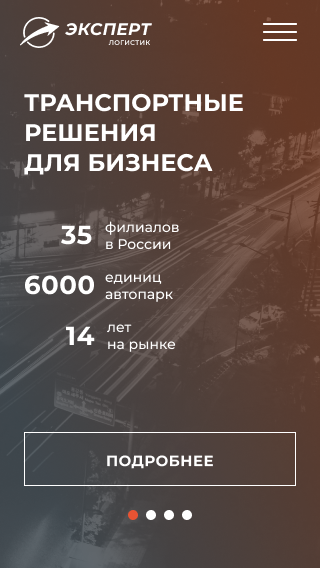 ЭКСПЕРТ
ЛОГИСТИК
ТРАНСПОРТНЫЕ
РЕШЕНИЯ
ДЛЯ БИЗНЕСА
35 филиалов
в России
6000 единиц
автопарк
14 лет
на рынке
ПОДРОБНЕЕ